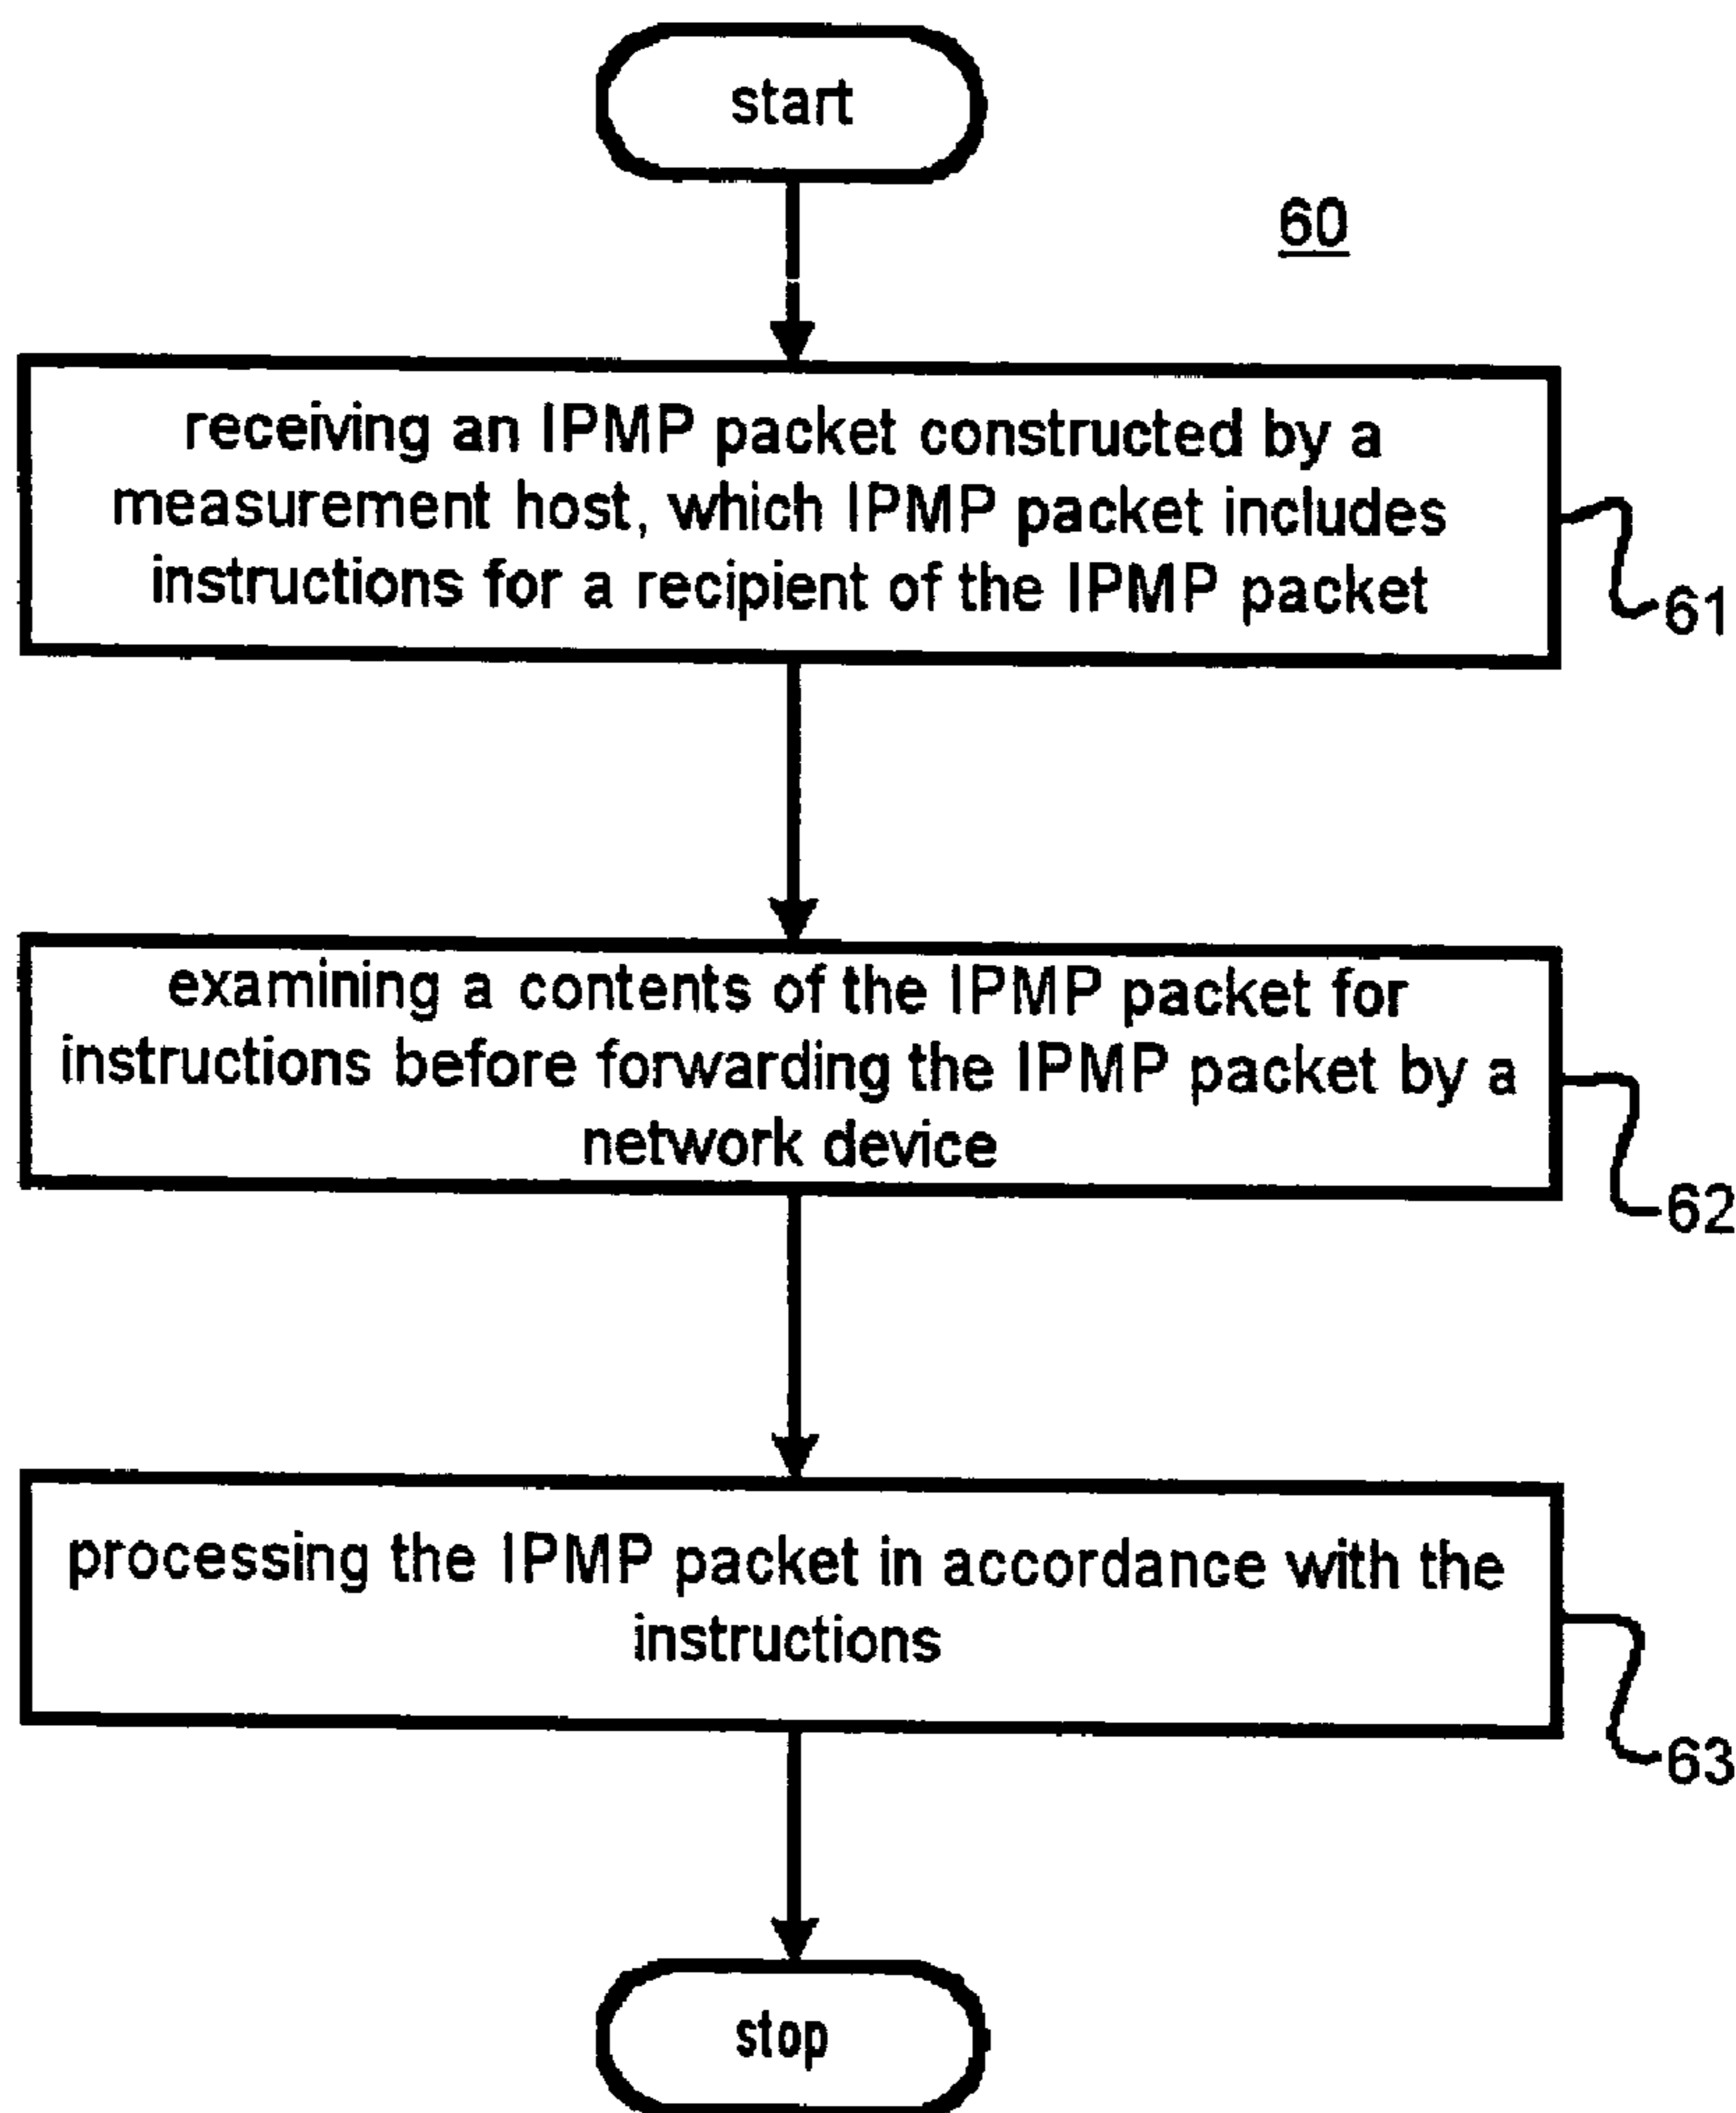 start
60
receiving an IPMP packet constructed by a
measurement host, which IPMP packet includes
instructions for a recipient of the IPMP packet
61
examining a contents of the IPMP packet for
instructions before forwarding the IPMP packet by a
network device
62
processing the IPMP packet in accordance with the
instructions
63
stop